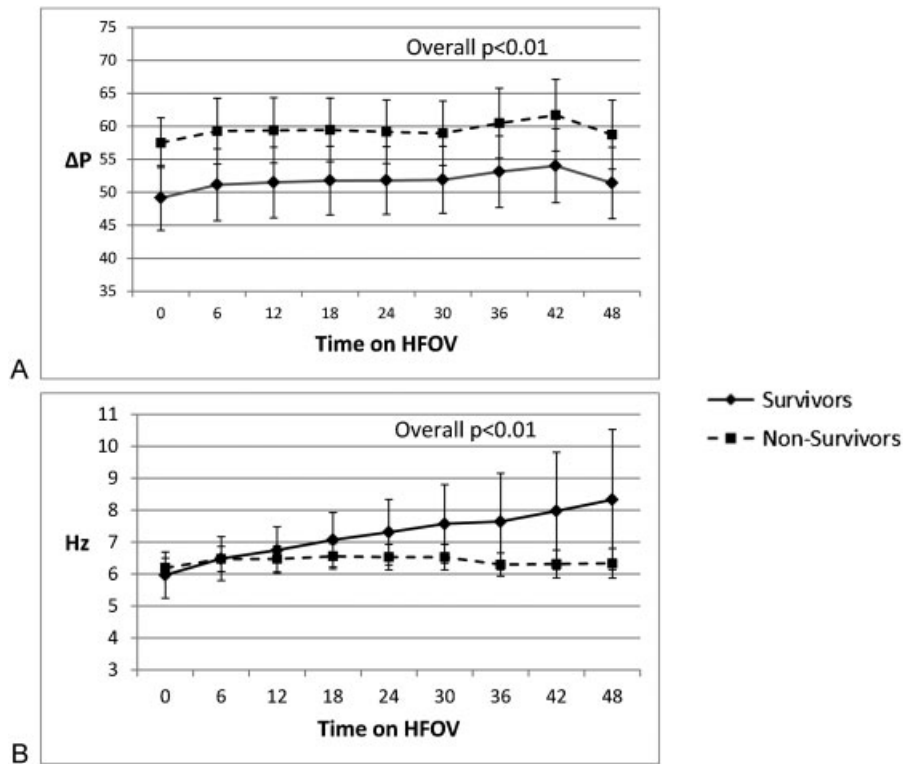 75
70
65
60
55
50
45
40
35
Overall p<0.01
ΔP
0 6 12 18 24 30 36 42 48
Time on HFOV
A
11
10
9
8
7
6
5
4
3
Overall p<0.01
Hz
0 6 12 18 24 30 36 42 48
Time on HFOV
B
Survivors
Non-Survivors